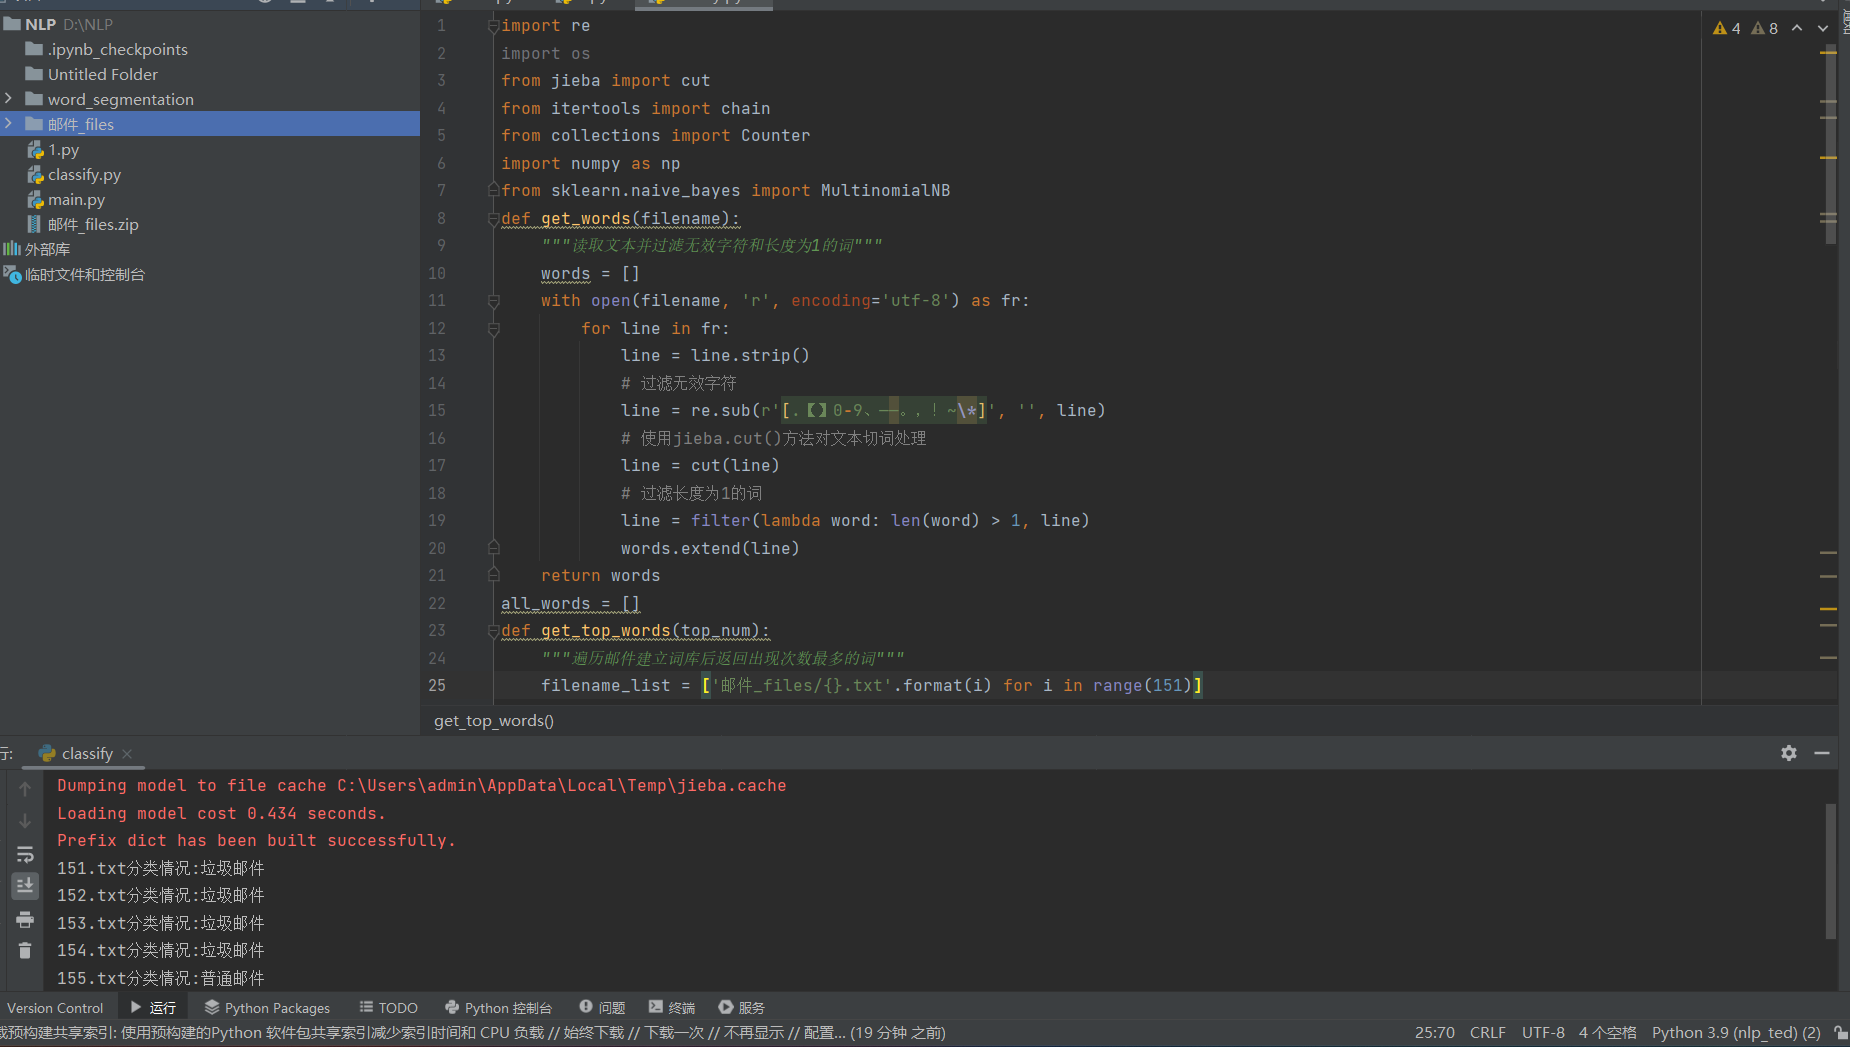 NLP D:\NLP
.ipynb_checkpoints
Untitled Folder
word_segmentation
邮件_files
1.py
classify.py
main.py
邮件_files.zip
外部库
临时文件和控制台
4 8
1 import re
2 import os
3 from jieba import cut
4 from itertools import chain
5 from collections import Counter
6 import numpy as np
7 from sklearn.naive_bayes import MultinomialNB
8 def get_words(filename):
9 """读取文本并过滤无效字符和长度为1的词"""
10 words = []
11 with open(filename, 'r', encoding='utf-8') as fr:
12 for line in fr:
13 line = line.strip()
14 # 过滤无效字符
15 line = re.sub(r'[.【】0-9、——。,！~\*]', '', line)
16 # 使用jieba.cut()方法对文本切词处理
17 line = cut(line)
18 # 过滤长度为1的词
19 line = filter(lambda word: len(word) > 1, line)
20 words.extend(line)
21 return words
22 all_words = []
23 def get_top_words(top_num):
24 """遍历邮件建立词库后返回出现次数最多的词"""
25 filename_list = ['邮件_files/{}.txt'.format(i) for i in range(151)]
get_top_words()
行: classify
Dumping model to file cache C:\Users\admin\AppData\Local\Temp\jieba.cache
Loading model cost 0.434 seconds.
Prefix dict has been built successfully.
151.txt分类情况:垃圾邮件
152.txt分类情况:垃圾邮件
153.txt分类情况:垃圾邮件
154.txt分类情况:垃圾邮件
155.txt分类情况:普通邮件
Version Control 运行 Python Packages TODO Python 控制台 问题 终端 服务
载预构建共享索引: 使用预构建的Python 软件包共享索引减少索引时间和 CPU 负载 // 始终下载 // 下载一次 // 不再显示 // 配置... (19 分钟 之前) 25:70 CRLF UTF-8 4 个空格 Python 3.9 (nlp_ted) (2)